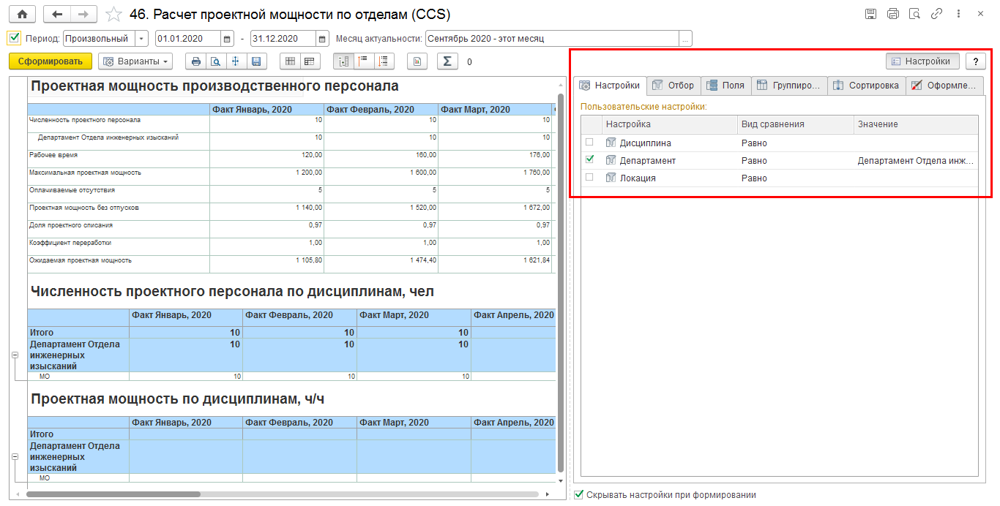 46. Расчет проектной мощности по отделам (CCS)
Период: Произвольный 01.01.2020 - 31.12.2020 Месяц актуальности: Сентябрь 2020 - этот месяц ...
Сформировать Варианты Σ 0
Настройки ?
Проектная мощность производственного персонала
Факт Январь, 2020 Факт Февраль, 2020 Факт Март, 2020
Численность проектного персонала 10 10 10
Департамент Отдела инженерных изысканий 10 10 10
Рабочее время 120,00 160,00 176,00
Максимальная проектная мощность 1 200,00 1 600,00 1 760,00
Оплачиваемые отсутствия 5 5 5
Проектная мощность без отпусков 1 140,00 1 520,00 1 672,00
Доля проектного списания 0,97 0,97 0,97
Коэффициент переработки 1,00 1,00 1,00
Ожидаемая проектная мощность 1 105,80 1 474,40 1 621,84
Численность проектного персонала по дисциплинам, чел
Факт Январь, 2020 Факт Февраль, 2020 Факт Март, 2020 Факт Апрель, 2020
Итого 10 10 10
Департамент Отдела 10 10 10
инженерных
изысканий
МО 10 10 10
Проектная мощность по дисциплинам, ч/ч
Факт Январь, 2020 Факт Февраль, 2020 Факт Март, 2020 Факт Апрель, 2020
Итого
Департамент Отдела
инженерных
изысканий
МО
Настройки Отбор Поля Группиро... Сортировка Оформле...
Пользовательские настройки:
Настройка Вид сравнения Значение
Дисциплина Равно
Департамент Равно Департамент Отдела инж...
Локация Равно
Скрывать настройки при формировании